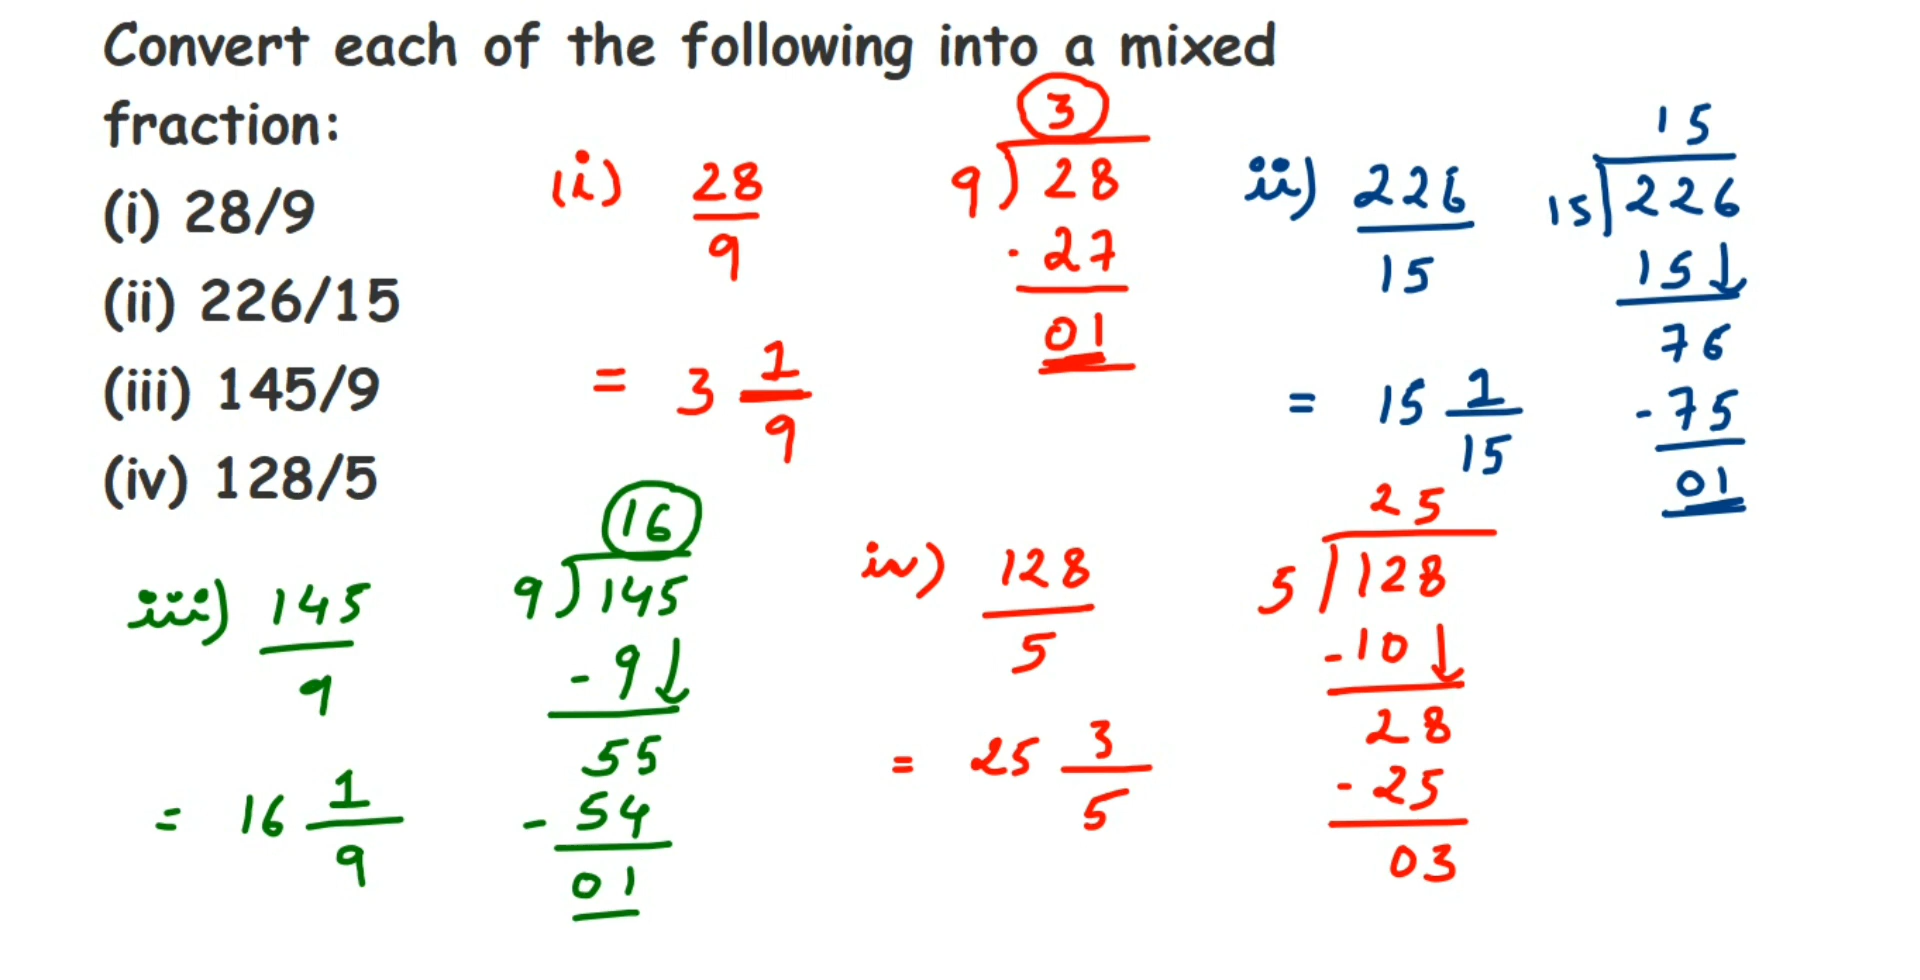 Convert each of the following into a mixed
fraction:
(i) 28/9
(ii) 226/15
(iii) 145/9
(iv) 128/5
(i) 28
9
= 3 1
9
3
9 ) 28
- 27
01
ii) 226
15
= 15 1
15
15
15 | 226
15 ↓
76
- 75
01
iii) 145
9
= 16 1
9
16
9 ) 145
- 9 ↓
55
- 54
01
iv) 128
5
= 25 3
5
25
5 | 128
- 10 ↓
28
- 25
03